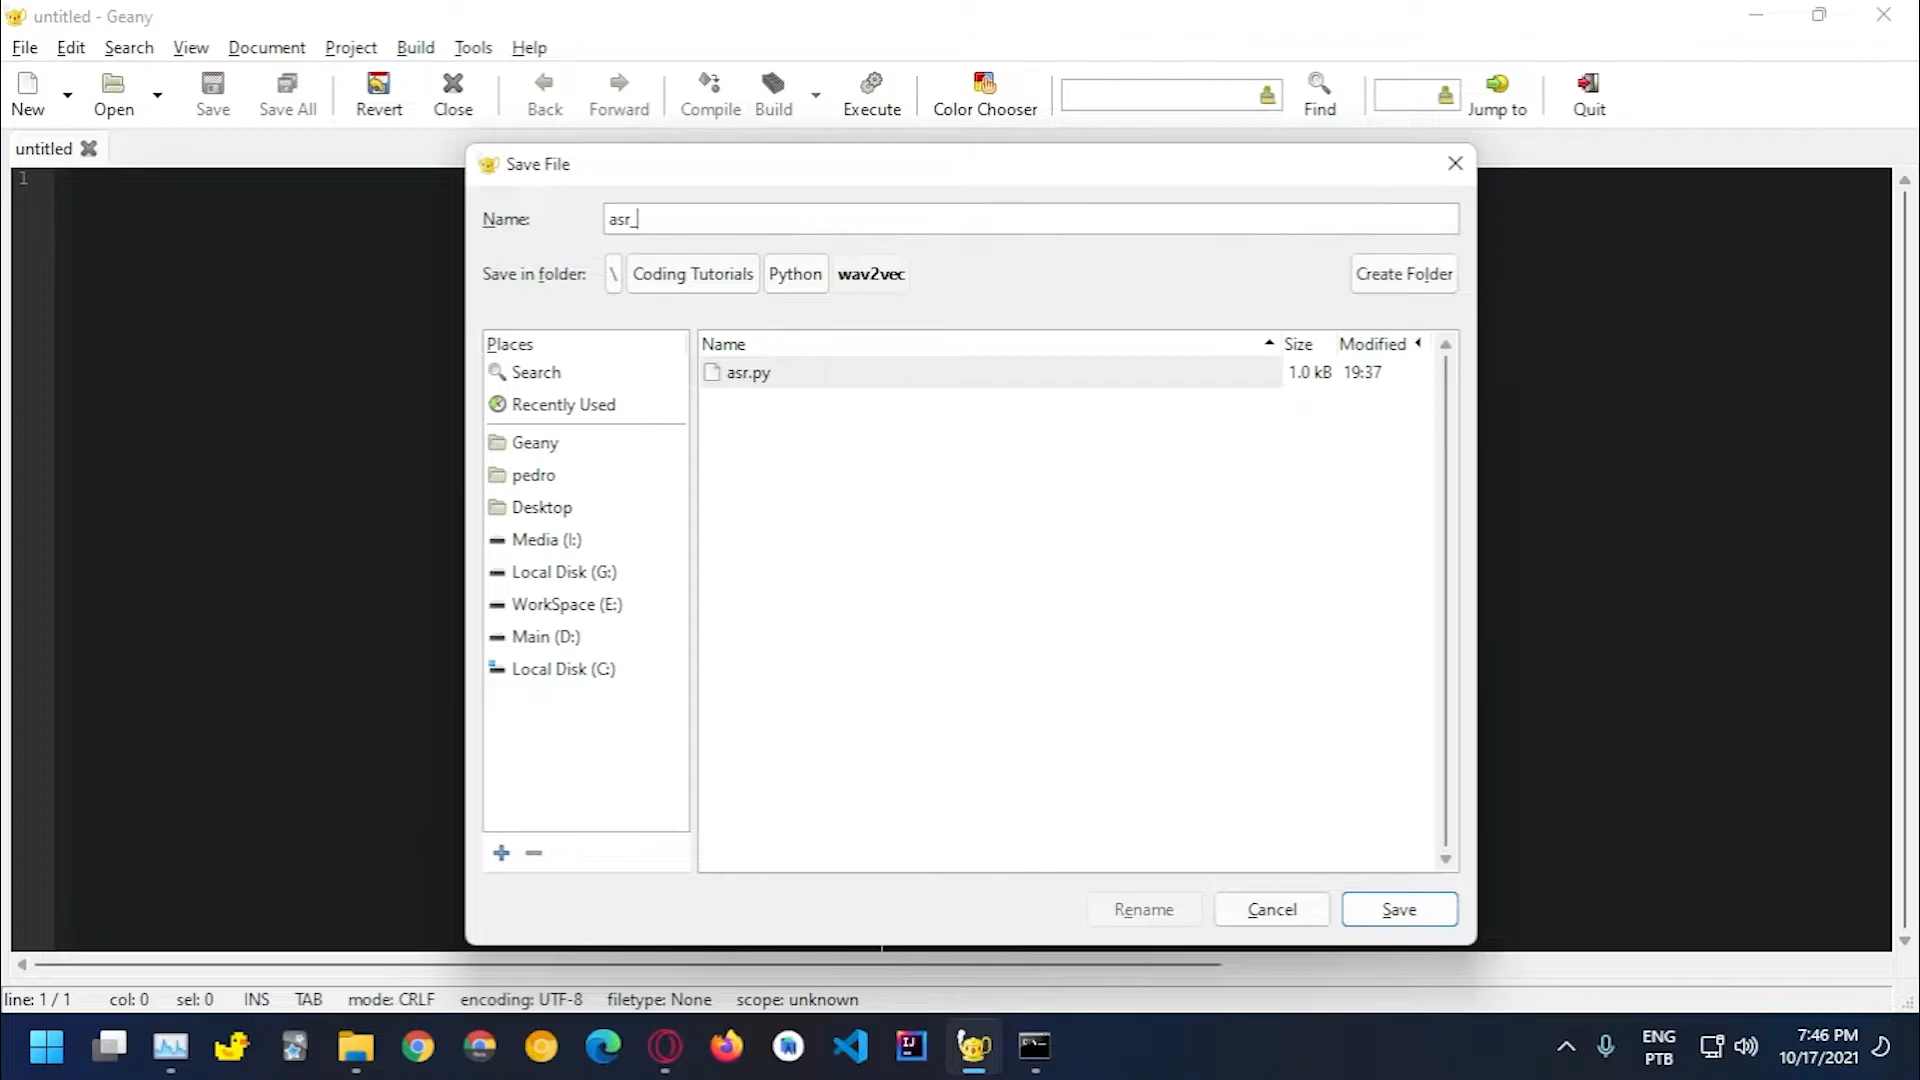 untitled - Geany
File Edit Search View Document Project Build Tools Help
New Open Save Save All Revert Close Back Forward Compile Build Execute Color Chooser Find Jump to Quit
untitled
1
Save File
Name: asr_
Save in folder: \ Coding Tutorials Python wav2vec Create Folder
Places
Search
Recently Used
Geany
pedro
Desktop
Media (I:)
Local Disk (G:)
WorkSpace (E:)
Main (D:)
Local Disk (C:)
Name Size Modified
asr.py 1.0 kB 19:37
Rename Cancel Save
line: 1 / 1 col: 0 sel: 0 INS TAB mode: CRLF encoding: UTF-8 filetype: None scope: unknown
ENG 7:46 PM
PTB 10/17/2021